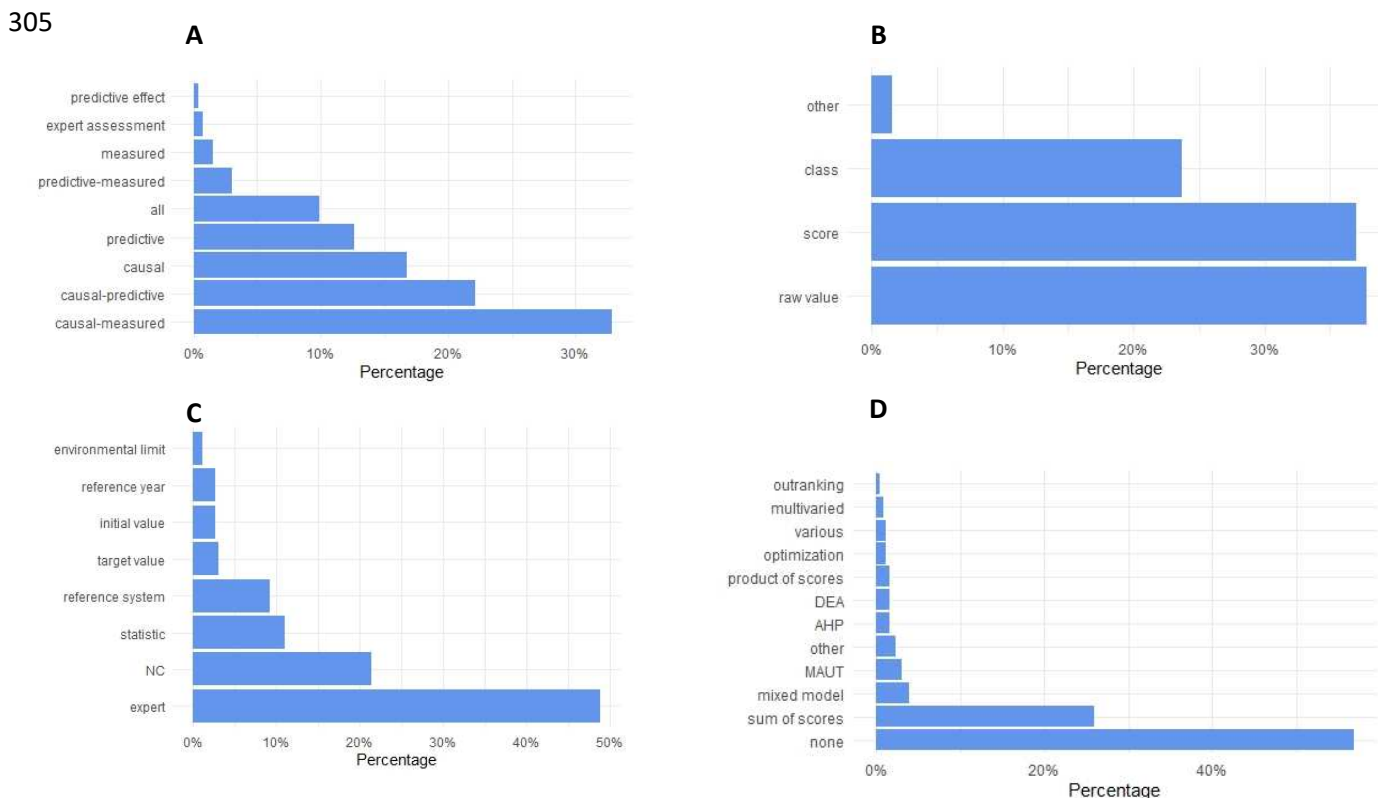 305
A
predictive effect
expert assessment
measured
predictive-measured
all
predictive
causal
causal-predictive
causal-measured
0% 10% 20% 30%
Percentage
B
other
class
score
raw value
0% 10% 20% 30%
Percentage
C
environmental limit
reference year
initial value
target value
reference system
statistic
NC
expert
0% 10% 20% 30% 40% 50%
Percentage
D
outranking
multivaried
various
optimization
product of scores
DEA
AHP
other
MAUT
mixed model
sum of scores
none
0% 20% 40%
Percentage